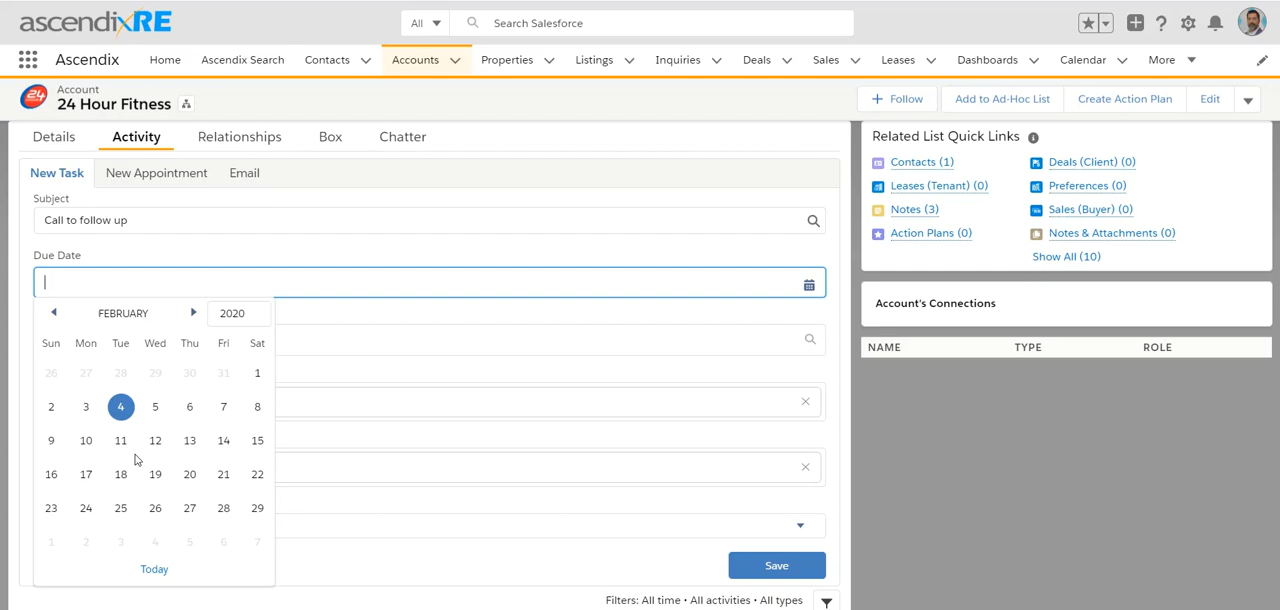 ascendixRE
All
Search Salesforce
Ascendix
Home
Ascendix Search
Contacts
Accounts
Properties
Listings
Inquiries
Deals
Sales
Leases
Dashboards
Calendar
More
24
Account
24 Hour Fitness
+ Follow
Add to Ad-Hoc List
Create Action Plan
Edit
Details
Activity
Relationships
Box
Chatter
New Task
New Appointment
Email
Subject
Call to follow up
Due Date
FEBRUARY
2020
Sun Mon Tue Wed Thu Fri Sat
26 27 28 29 30 31 1
2 3 4 5 6 7 8
9 10 11 12 13 14 15
16 17 18 19 20 21 22
23 24 25 26 27 28 29
1 2 3 4 5 6 7
Today
Save
Filters: All time • All activities • All types
Related List Quick Links
Contacts (1)
Deals (Client) (0)
Leases (Tenant) (0)
Preferences (0)
Notes (3)
Sales (Buyer) (0)
Action Plans (0)
Notes & Attachments (0)
Show All (10)
Account's Connections
NAME TYPE ROLE